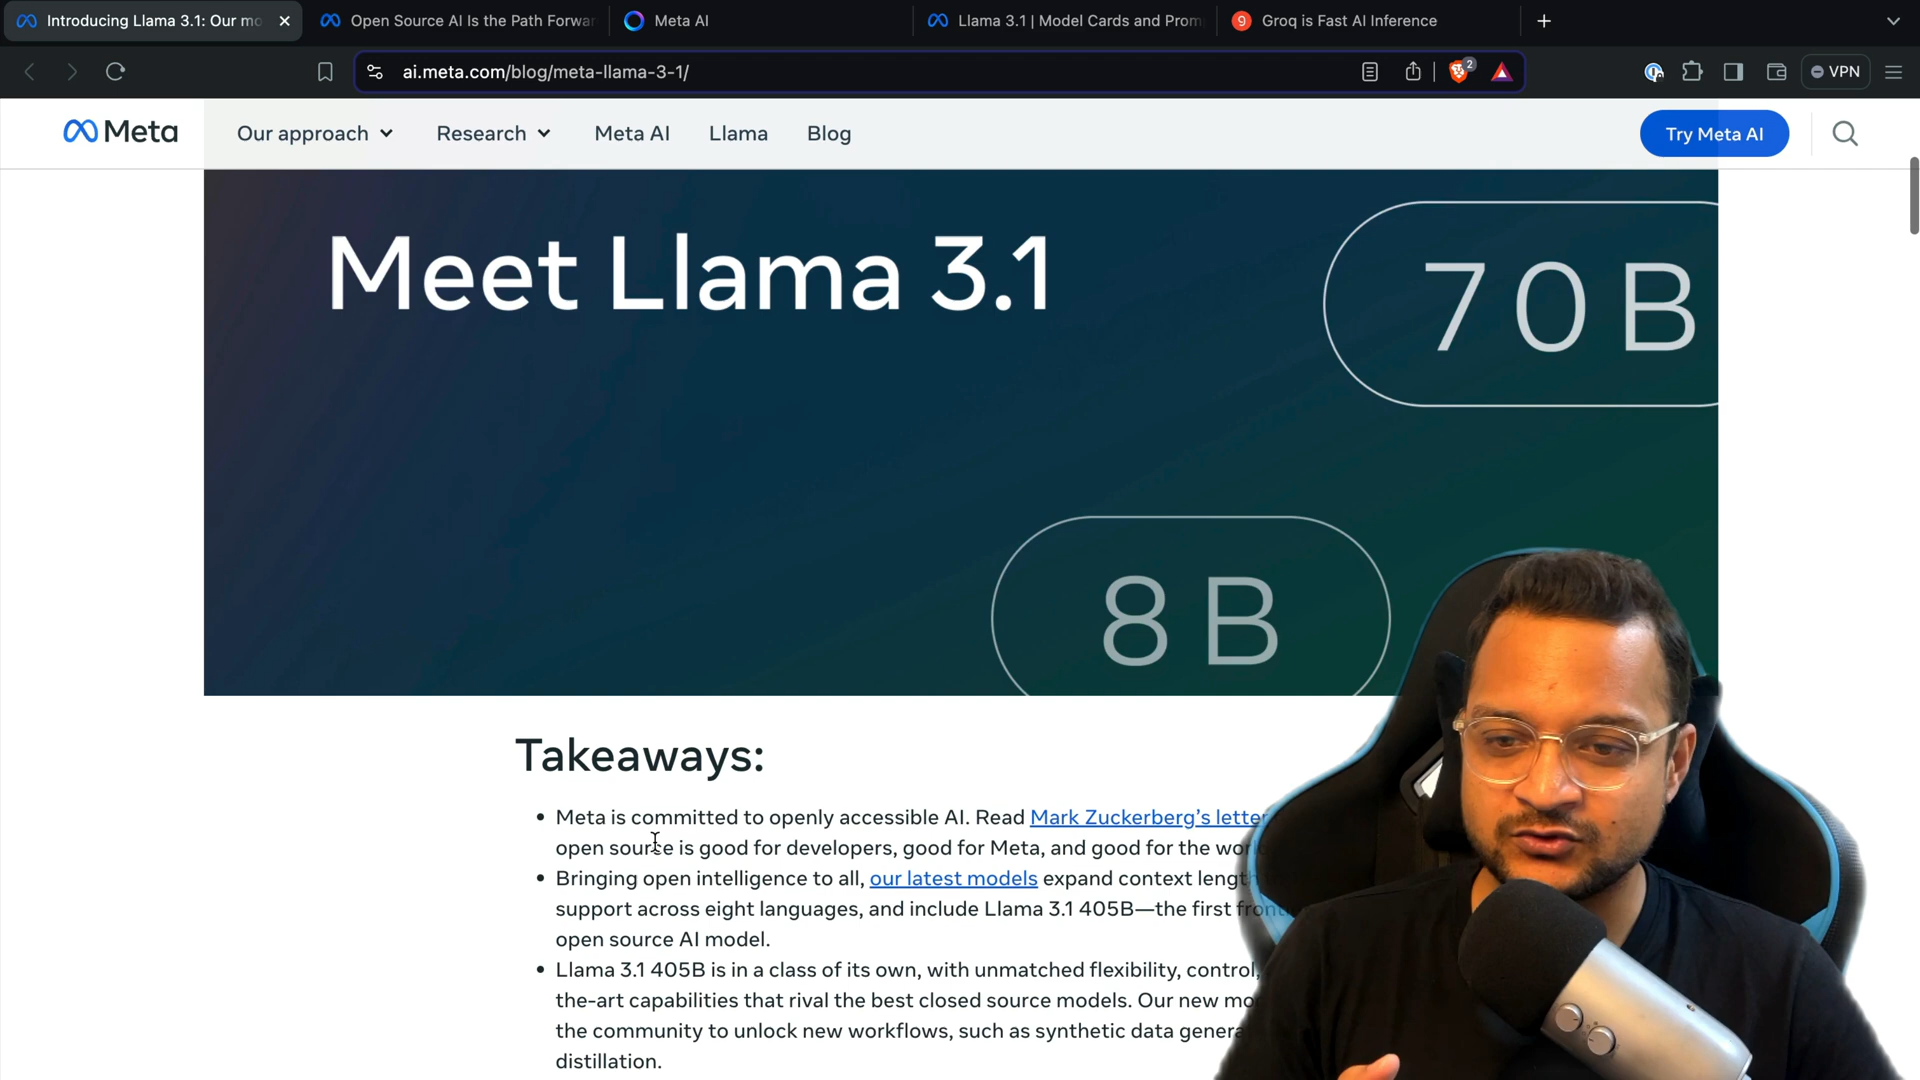 Introducing Llama 3.1: Our mo
Open Source AI Is the Path Forwar
Meta AI
Llama 3.1 | Model Cards and Prom
9 Groq is Fast AI Inference
ai.meta.com/blog/meta-llama-3-1/
2
VPN
Meta
Our approach
Research
Meta AI
Llama
Blog
Try Meta AI
Meet Llama 3.1
70B
8B
Takeaways:
• Meta is committed to openly accessible AI. Read Mark Zuckerberg’s letter
open source is good for developers, good for Meta, and good for the
• Bringing open intelligence to all, our latest models expand context
support across eight languages, and include Llama 3.1 405B—the first
open source AI model.
• Llama 3.1 405B is in a class of its own, with unmatched flexibility, control,
the-art capabilities that rival the best closed source models. Our new
the community to unlock new workflows, such as synthetic data
distillation.